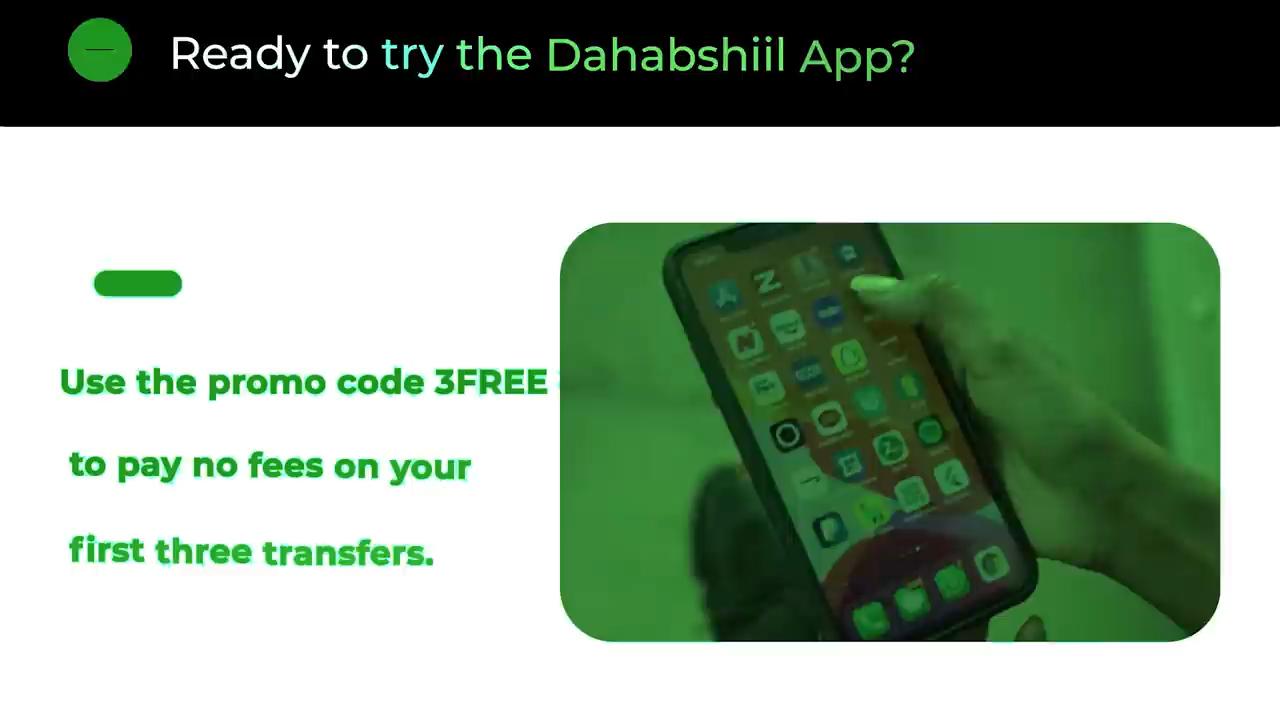 Ready to try the Dahabshiil App?
Use the promo code 3FREE
to pay no fees on your
first three transfers.